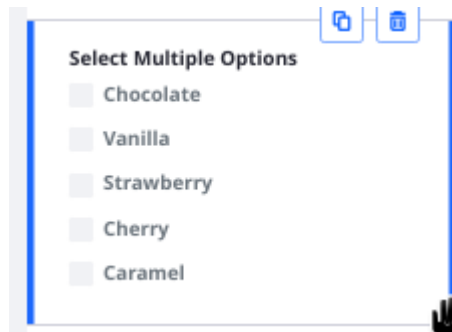 Select Multiple Options
Chocolate
Vanilla
Strawberry
Cherry
Caramel